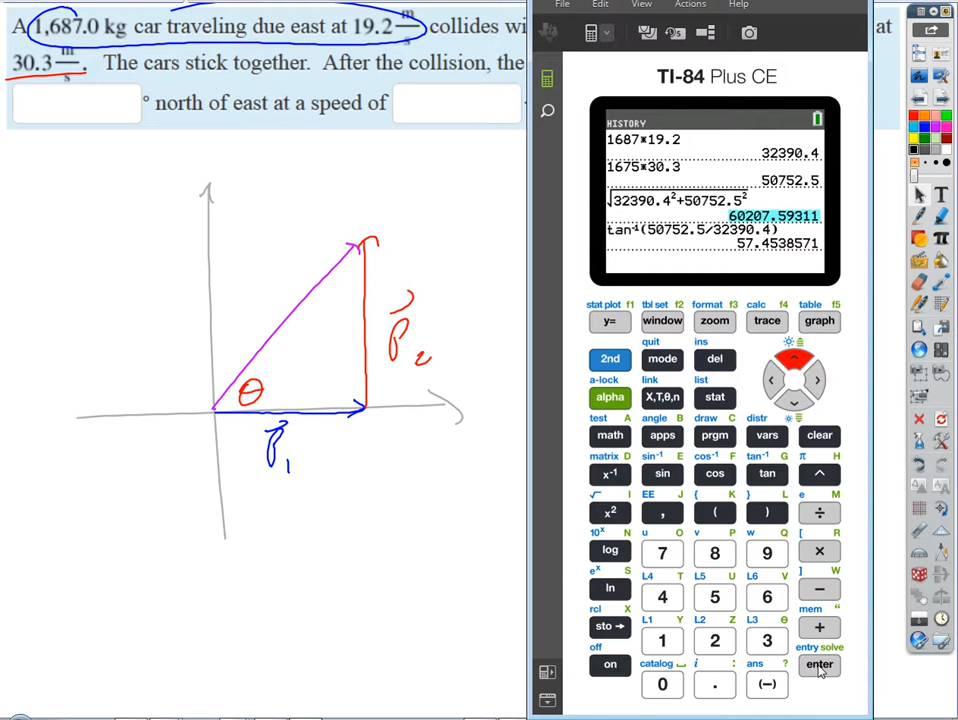 A 1,687.0 kg car traveling due east at 19.2 m/s collides wi
at
30.3 m/s. The cars stick together. After the collision, the
° north of east at a speed of
θ
P⃗₁
P⃗₂
File Edit View Actions Help
TI-84 Plus CE
HISTORY
1687*19.2
32390.4
1675*30.3
50752.5
√32390.4²+50752.5²
60207.59311
tan⁻¹(50752.5/32390.4)
57.4538571
stat plot f1 tbl set f2 format f3 calc f4 table f5
y= window zoom trace graph
quit ins
2nd mode del
a-lock link list
alpha X,T,θ,n stat
test A angle B draw C distr
math apps prgm vars clear
matrix D sin⁻¹ E cos⁻¹ F tan⁻¹ G π H
x⁻¹ sin cos tan ^
√ I EE J { K } L e M
x² , ( ) ÷
10ˣ N u O v P w Q [ R
log 7 8 9 ×
eˣ S L4 T L5 U L6 V ] W
ln 4 5 6 −
rcl X L1 Y L2 Z L3 θ mem "
sto → 1 2 3 +
off catalog ⎵ i : ans ? entry solve
on 0 . (−) enter
T
π